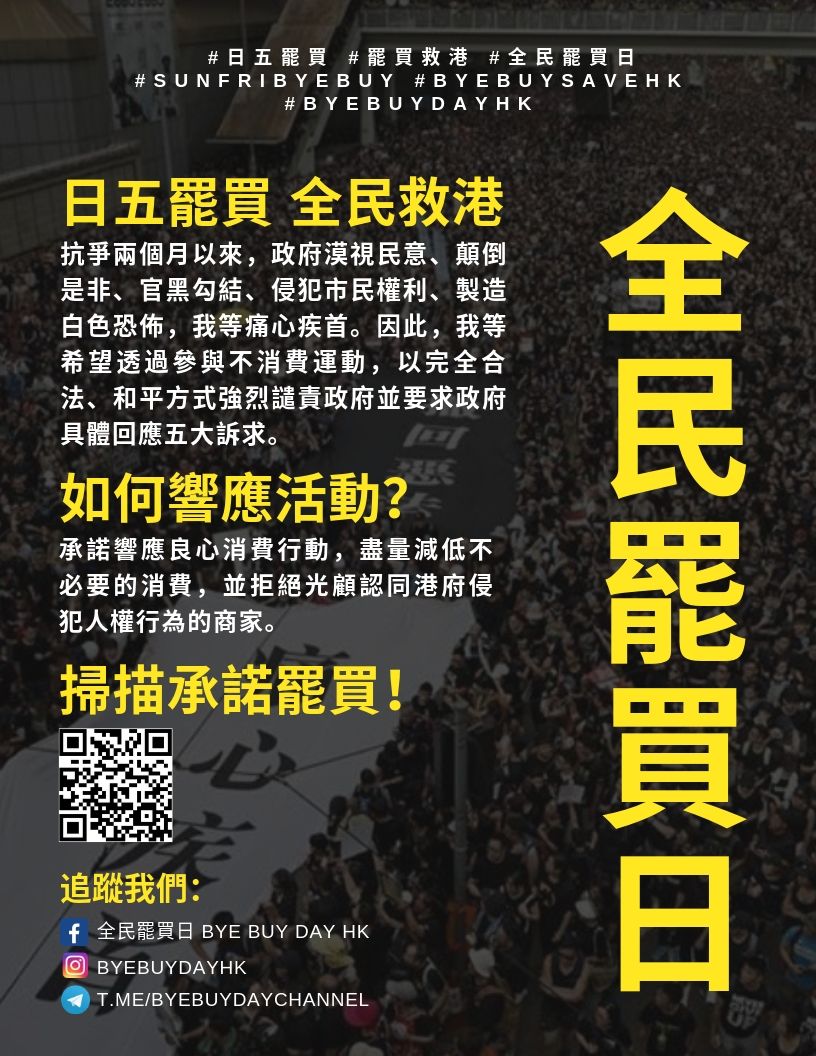 #日五罷買 #罷買救港 #全民罷買日
#SUNFRIBYEBUY #BYEBUYSAVEHK
#BYEBUYDAYHK
日五罷買 全民救港
抗爭兩個月以來，政府漠視民意、顛倒
是非、官黑勾結、侵犯市民權利、製造
白色恐佈，我等痛心疾首。因此，我等
希望透過參與不消費運動，以完全合
法、和平方式強烈譴責政府並要求政府
具體回應五大訴求。
如何響應活動？
承諾響應良心消費行動，盡量減低不
必要的消費，並拒絕光顧認同港府侵
犯人權行為的商家。
掃描承諾罷買！
追蹤我們：
全民罷買日 BYE BUY DAY HK
BYEBUYDAYHK
T.ME/BYEBUYDAYCHANNEL
全民罷買日
心
疾